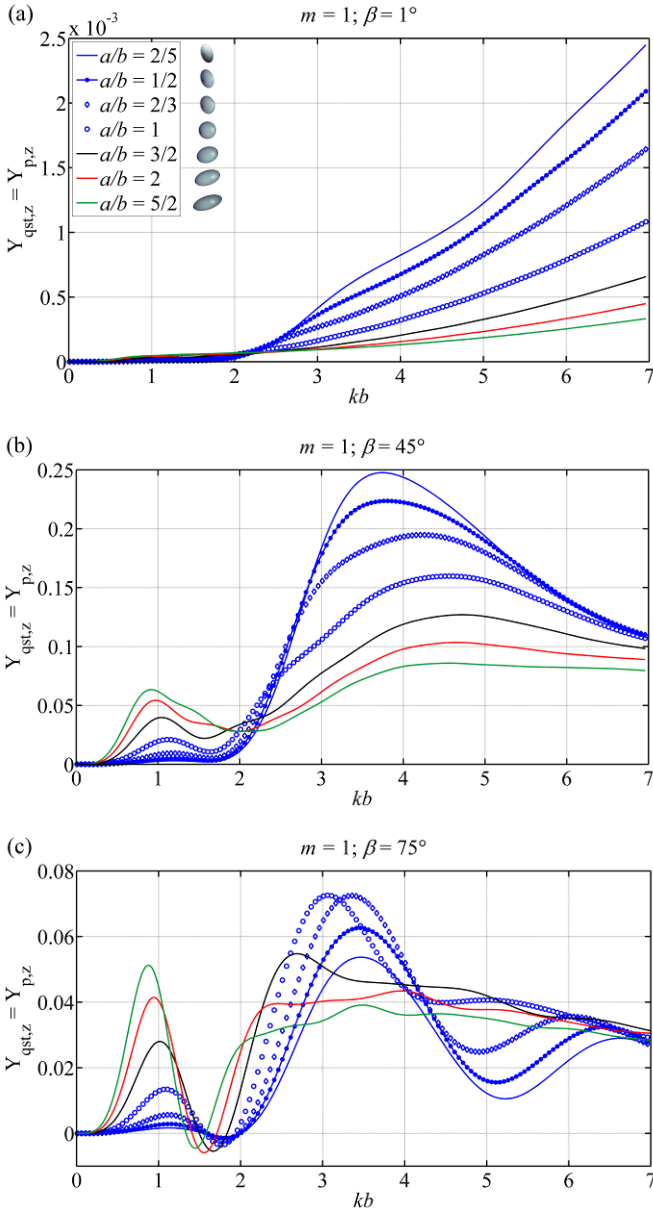 (a)
x 10⁻³
m = 1; β = 1°
2.5
2
1.5
1
0.5
0
Y_qst,z = Y_p,z
a/b = 2/5
a/b = 1/2
a/b = 2/3
a/b = 1
a/b = 3/2
a/b = 2
a/b = 5/2
0 1 2 3 4 5 6 7
kb
(b)
m = 1; β = 45°
0.25
0.2
0.15
0.1
0.05
0
Y_qst,z = Y_p,z
0 1 2 3 4 5 6 7
kb
(c)
m = 1; β = 75°
0.08
0.06
0.04
0.02
0
Y_qst,z = Y_p,z
0 1 2 3 4 5 6 7
kb